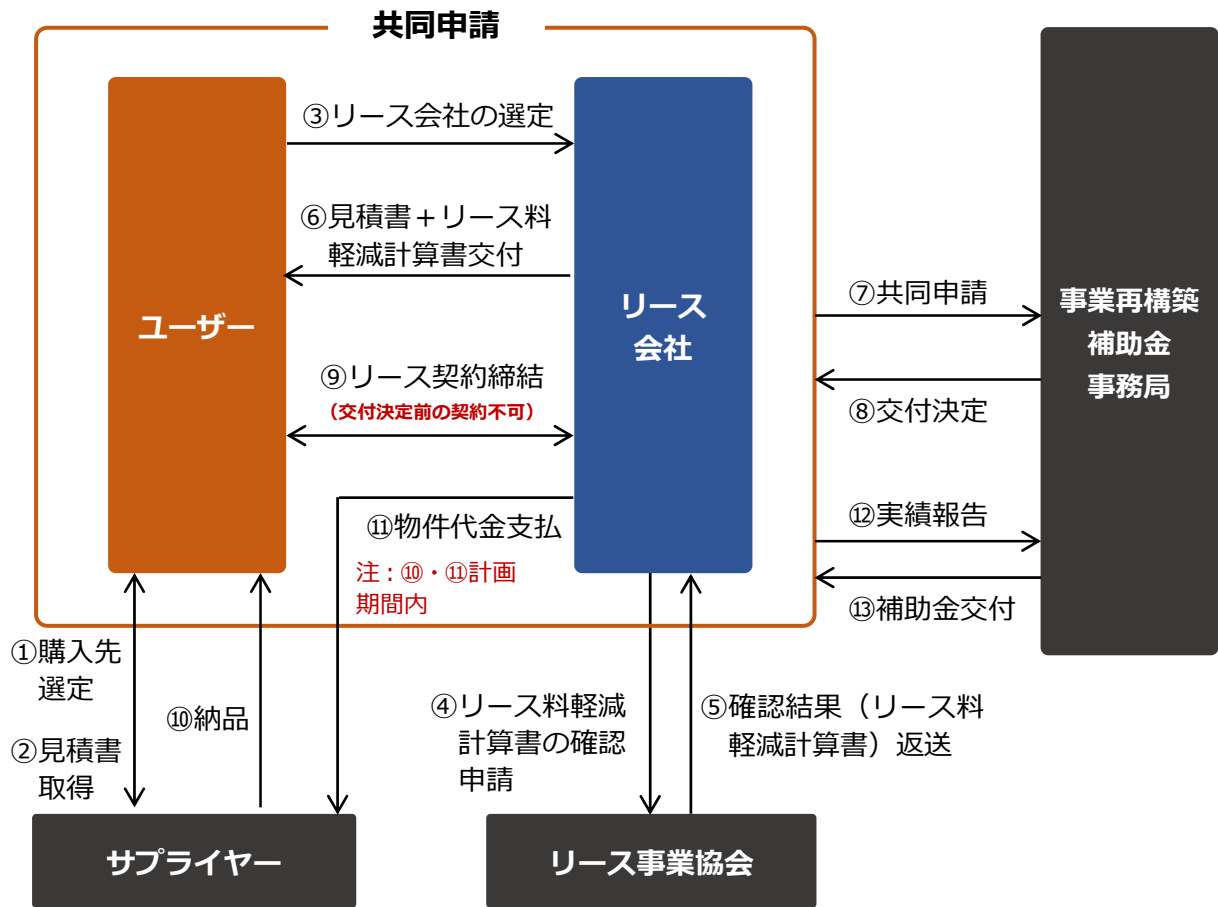 共同申請
③リース会社の選定
⑥見積書＋リース料
軽減計算書交付
ユーザー
リース
会社
⑨リース契約締結
（交付決定前の契約不可）
⑪物件代金支払
注：⑩・⑪計画
期間内
⑦共同申請
⑧交付決定
事業再構築
補助金
事務局
⑫実績報告
⑬補助金交付
①購入先
選定
②見積書
取得
⑩納品
④リース料軽減
計算書の確認
申請
⑤確認結果（リース料
軽減計算書）返送
サプライヤー
リース事業協会